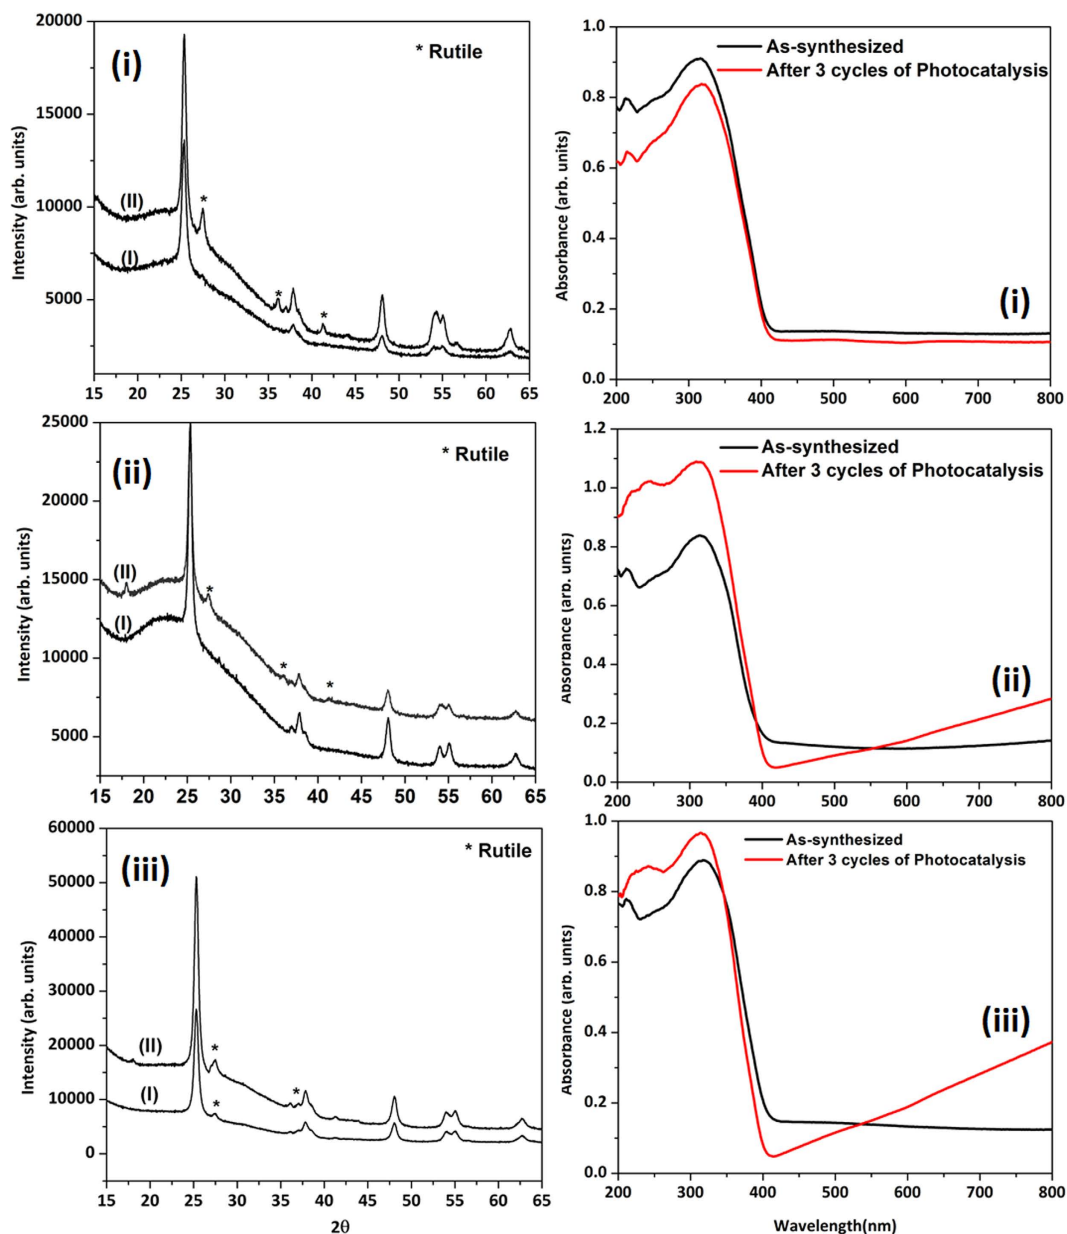 20000
15000
10000
5000
Intensity (arb. units)
(i)
* Rutile
(II)
*
(I)
*
*
15 20 25 30 35 40 45 50 55 60 65
1.0
0.8
0.6
0.4
0.2
0.0
Absorbance (arb. units)
As-synthesized
After 3 cycles of Photocatalysis
(i)
200 300 400 500 600 700 800
25000
20000
15000
10000
5000
Intensity (arb. units)
(ii)
* Rutile
(II)
*
(I)
*
*
15 20 25 30 35 40 45 50 55 60 65
1.2
1.0
0.8
0.6
0.4
0.2
0.0
Absorbance (arb. units)
As-synthesized
After 3 cycles of Photocatalysis
(ii)
200 300 400 500 600 700 800
60000
50000
40000
30000
20000
10000
0
Intensity (arb. units)
(iii)
* Rutile
(II)
*
*
(I)
*
15 20 25 30 35 40 45 50 55 60 65
2θ
1.0
0.8
0.6
0.4
0.2
0.0
Absorbance (arb. units)
As-synthesized
After 3 cycles of Photocatalysis
(iii)
200 300 400 500 600 700 800
Wavelength(nm)